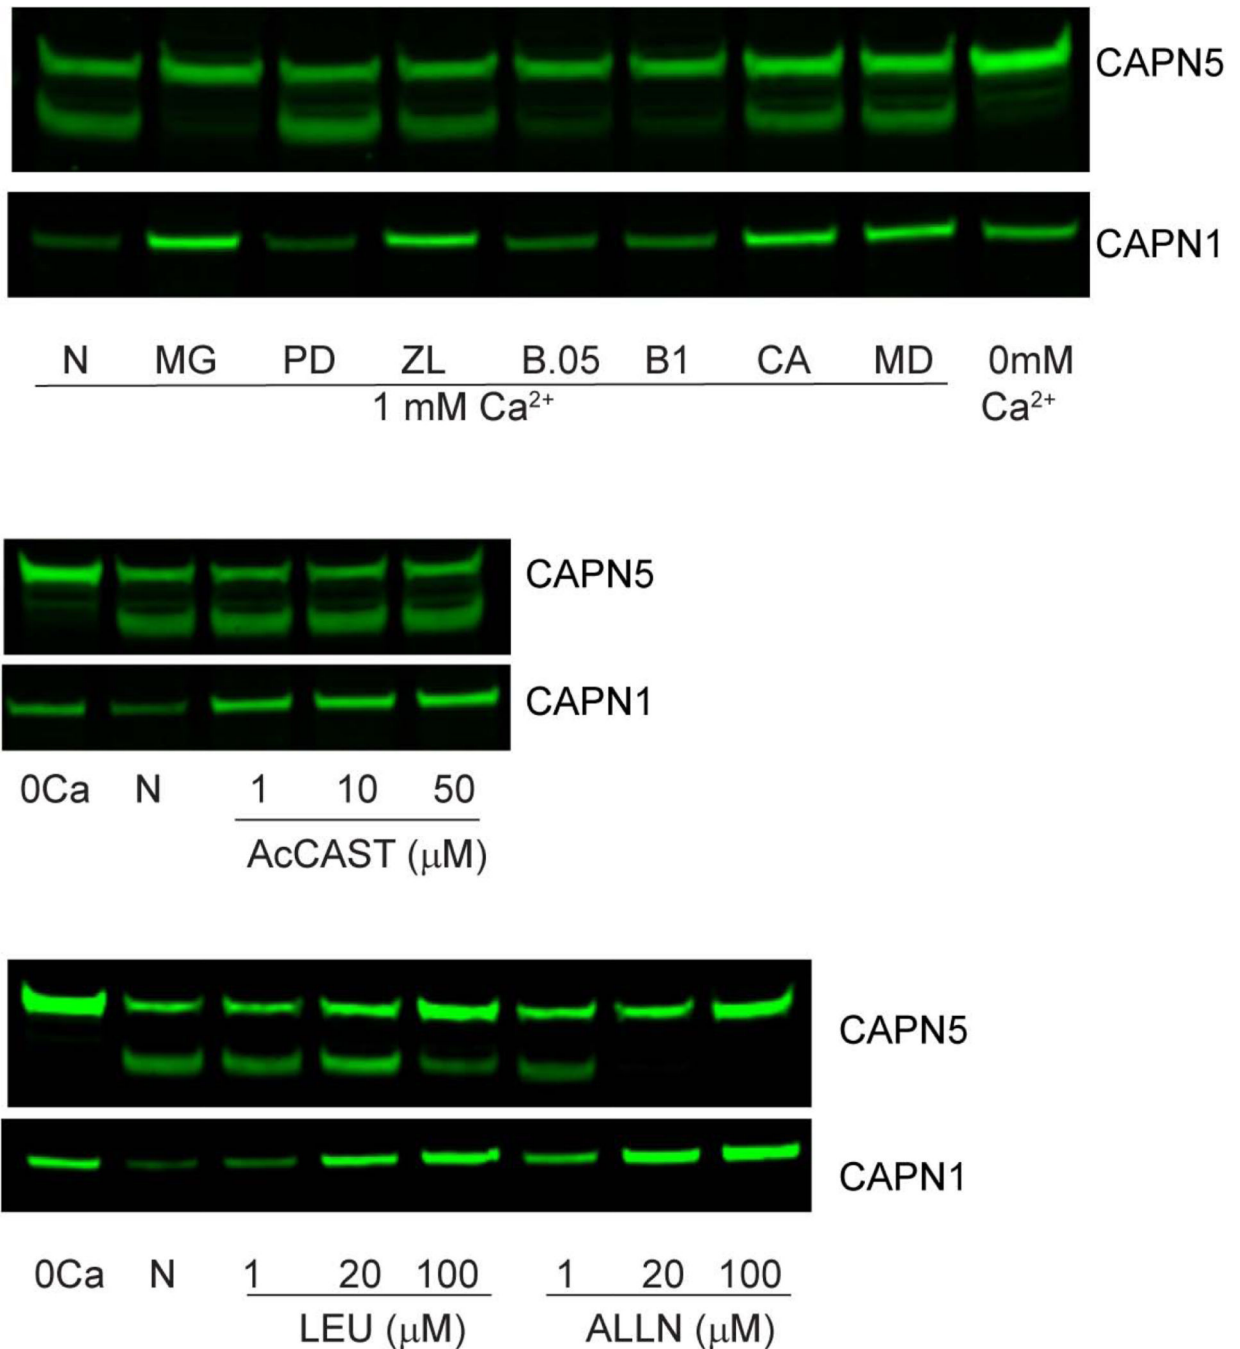 CAPN5
CAPN1
N MG PD ZL B.05 B1 CA MD 0mM
1 mM Ca²⁺ Ca²⁺
CAPN5
CAPN1
0Ca N 1 10 50
AcCAST (μM)
CAPN5
CAPN1
0Ca N 1 20 100 1 20 100
LEU (μM) ALLN (μM)